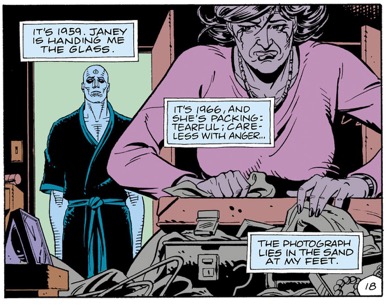 IT'S 1959. JANEY
IS HANDING ME
THE GLASS.
IT'S 1966, AND
SHE'S PACKING:
TEARFUL; CARE-
LESS WITH ANGER...
THE PHOTOGRAPH
LIES IN THE SAND
AT MY FEET.
18